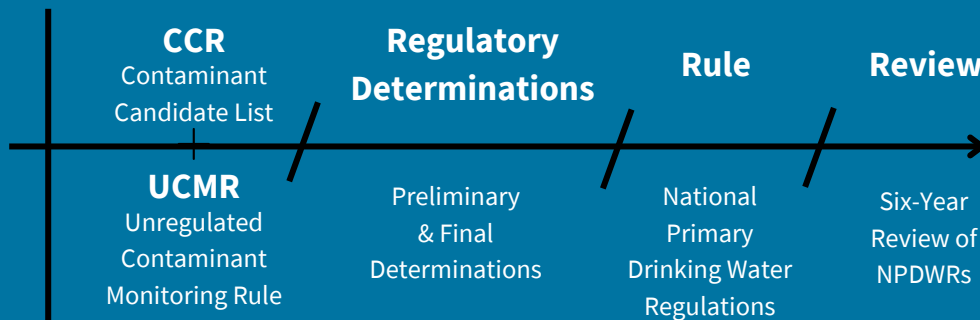 CCR
Contaminant
Candidate List
UCMR
Unregulated
Contaminant
Monitoring Rule
Regulatory
Determinations
Preliminary
& Final
Determinations
Rule
National
Primary
Drinking Water
Regulations
Review
Six-Year
Review of
NPDWRs